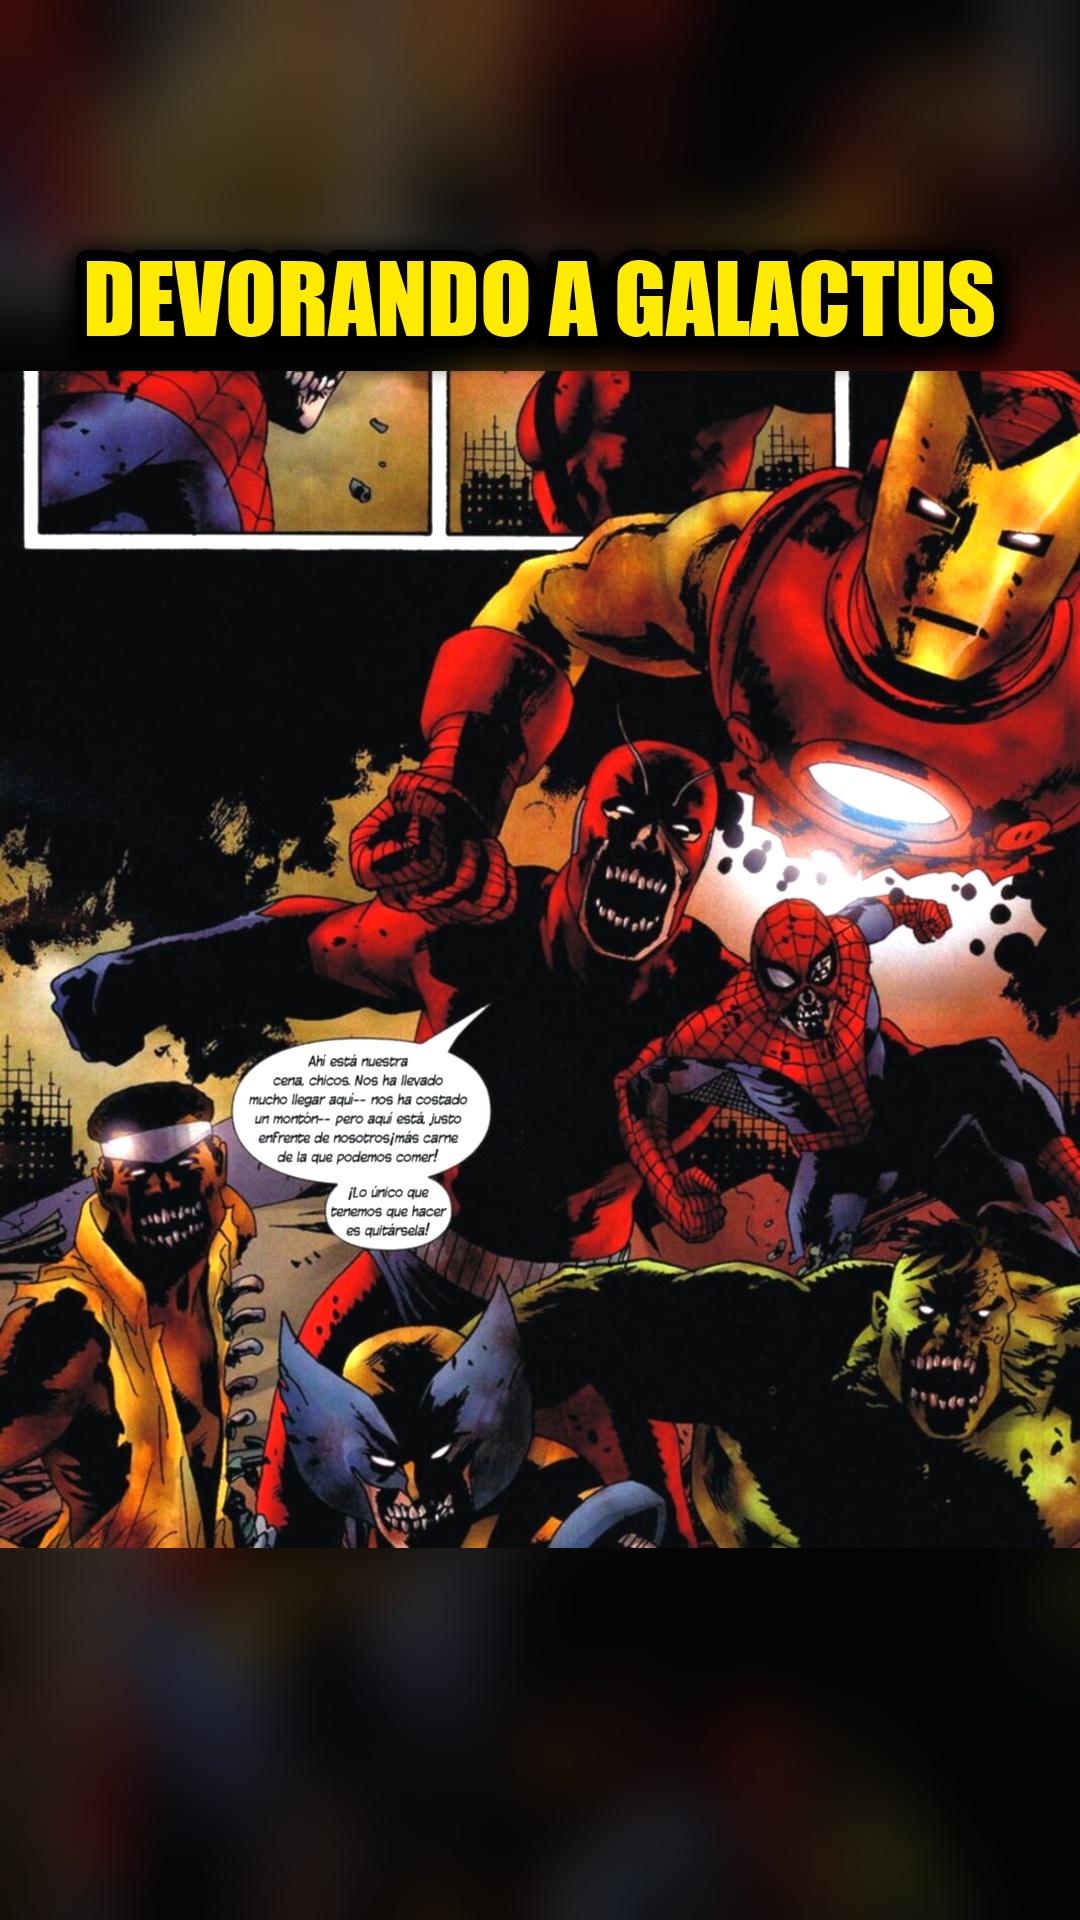 DEVORANDO A GALACTUS
Ahí está nuestra
cena, chicos. Nos ha llevado
mucho llegar aquí-- nos ha costado
un montón-- pero aquí está, justo
enfrente de nosotros¡más carne
de la que podemos comer!
¡Lo único que
tenemos que hacer
es quitársela!